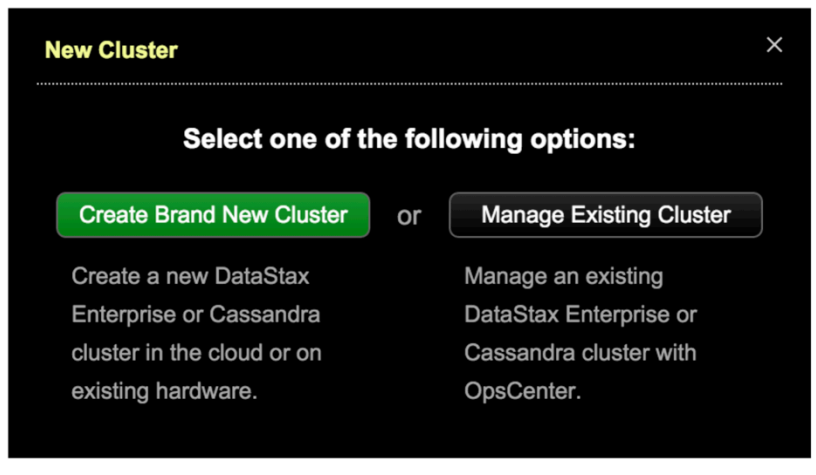 New Cluster
Select one of the following options:
Create Brand New Cluster or Manage Existing Cluster
Create a new DataStax
Enterprise or Cassandra
cluster in the cloud or on
existing hardware.
Manage an existing
DataStax Enterprise or
Cassandra cluster with
OpsCenter.